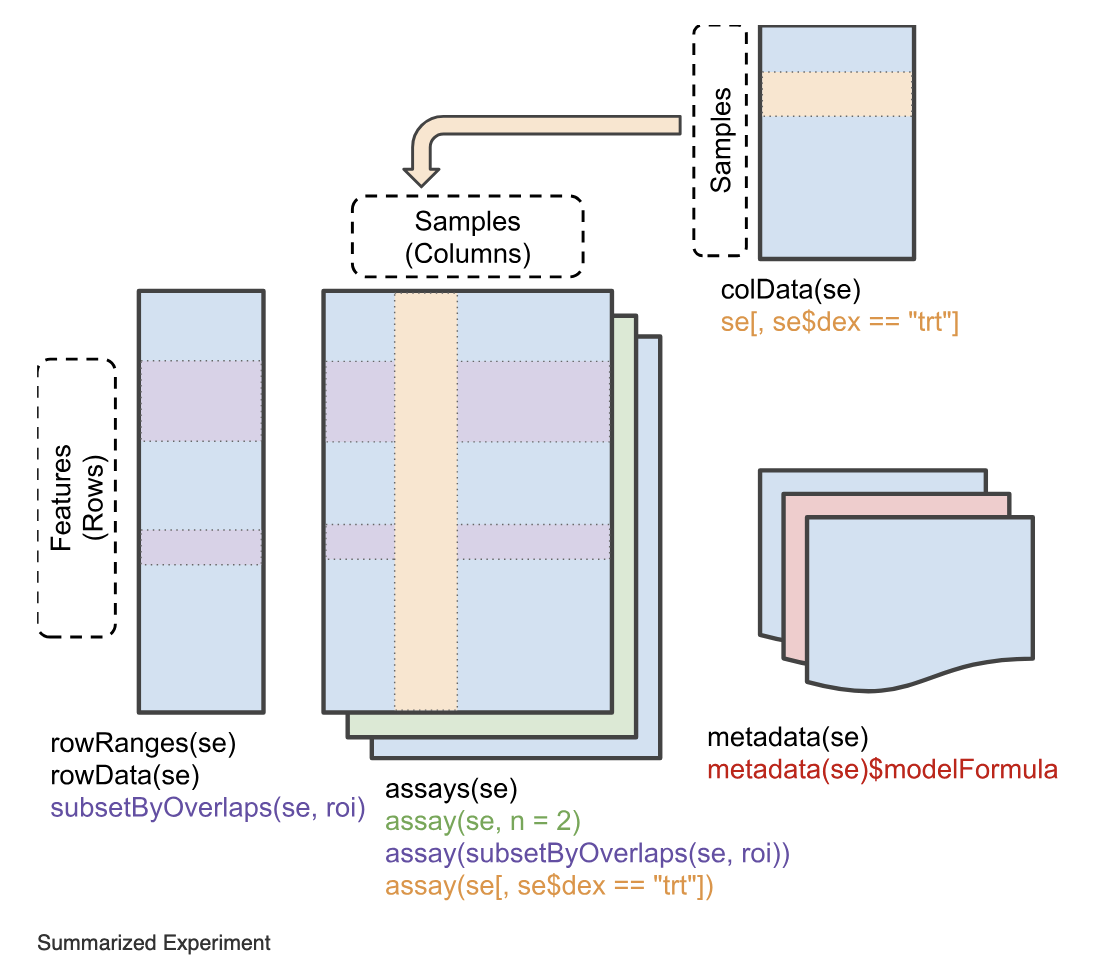 Samples
Samples
(Columns)
colData(se)
se[, se$dex == "trt"]
Features
(Rows)
rowRanges(se)
rowData(se)
subsetByOverlaps(se, roi)
assays(se)
assay(se, n = 2)
assay(subsetByOverlaps(se, roi))
assay(se[, se$dex == "trt"])
metadata(se)
metadata(se)$modelFormula
Summarized Experiment